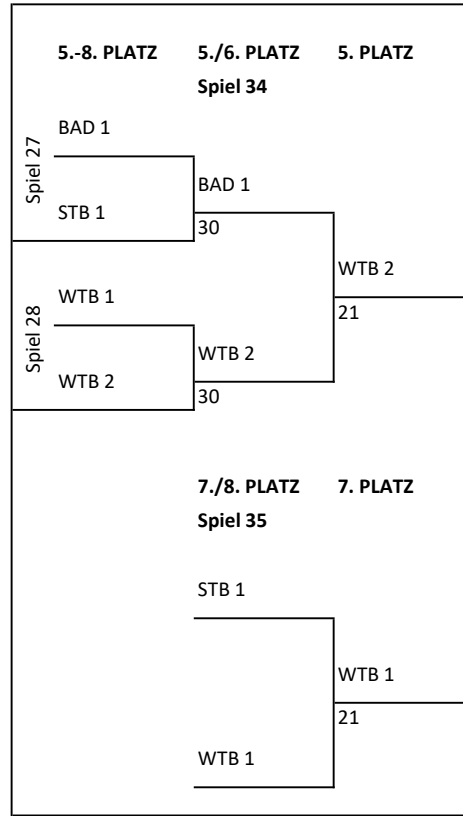 5.-8. PLATZ 5./6. PLATZ 5. PLATZ
Spiel 34
Spiel 27
BAD 1
BAD 1
STB 1
30
WTB 2
Spiel 28
WTB 1
21
WTB 2
WTB 2
30
7./8. PLATZ 7. PLATZ
Spiel 35
STB 1
WTB 1
21
WTB 1